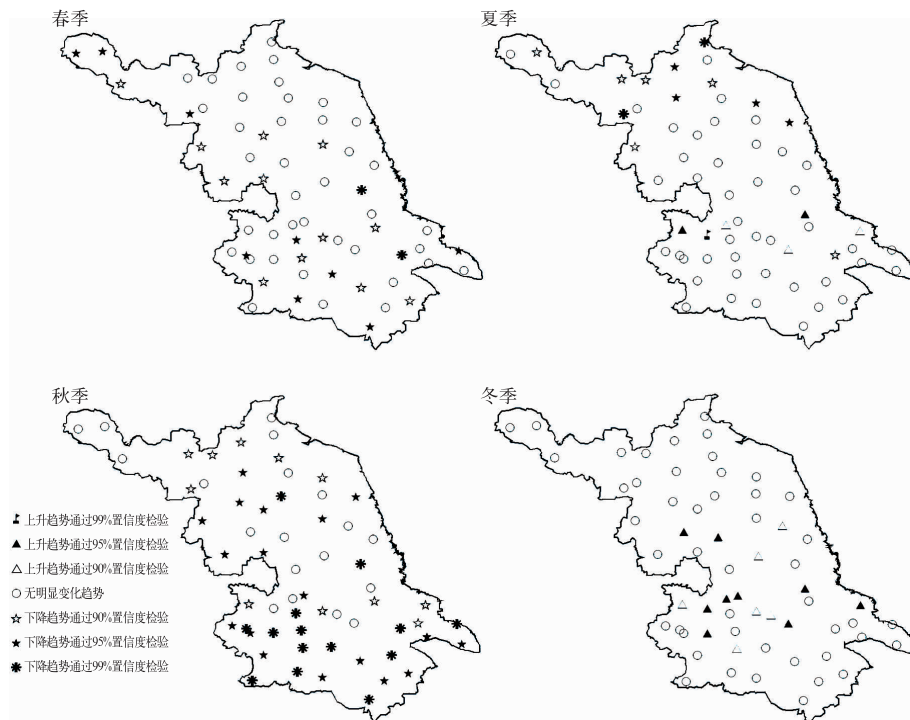 春季
夏季
秋季
冬季
上升趋势通过99%置信度检验
上升趋势通过95%置信度检验
上升趋势通过90%置信度检验
无明显变化趋势
下降趋势通过90%置信度检验
下降趋势通过95%置信度检验
下降趋势通过99%置信度检验